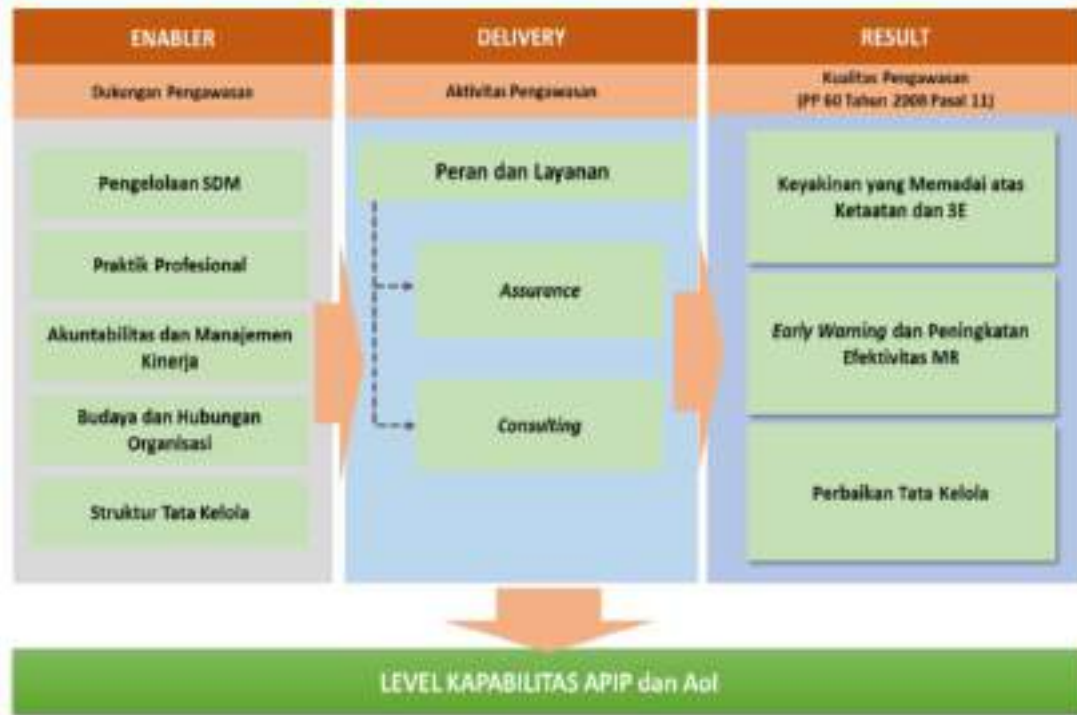 ENABLER
Dukungan Pengawasan
Pengelolaan SDM
Praktik Profesional
Akuntabilitas dan Manajemen
Kinerja
Budaya dan Hubungan
Organisasi
Struktur Tata Kelola
DELIVERY
Aktivitas Pengawasan
Peran dan Layanan
Assurance
Consulting
RESULT
Kualitas Pengawasan
(PP 60 Tahun 2008 Pasal 11)
Keyakinan yang Memadai atas
Ketaatan dan 3E
Early Warning dan Peningkatan
Efektivitas MR
Perbaikan Tata Kelola
LEVEL KAPABILITAS APIP dan AoI